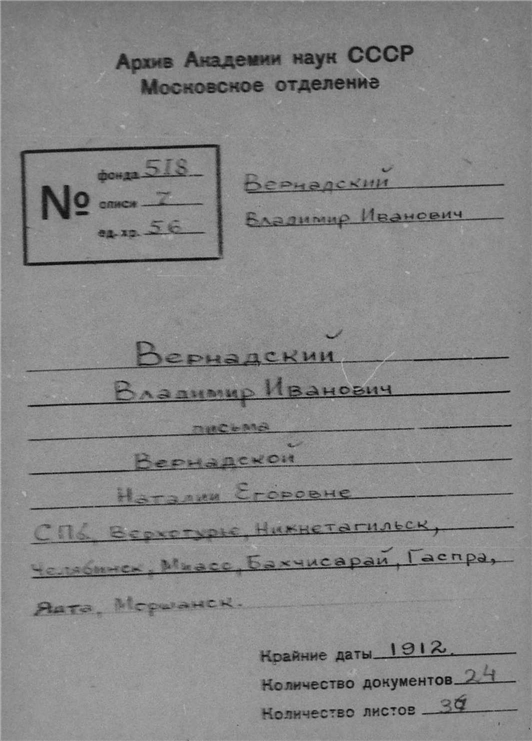 Архив Академии наук СССР
Московское отделение
№
фонда 518
описи 7
ед. хр. 56
Вернадский
Владимир Иванович
Вернадский
Владимир Иванович
письма
Вернадской
Наталии Егоровне
СПб, Верхотурье, Нижнетагильск,
Челябинск, Миасс, Бахчисарай, Гаспра,
Ялта, Моршанск.
Крайние даты 1912.
Количество документов 24
Количество листов